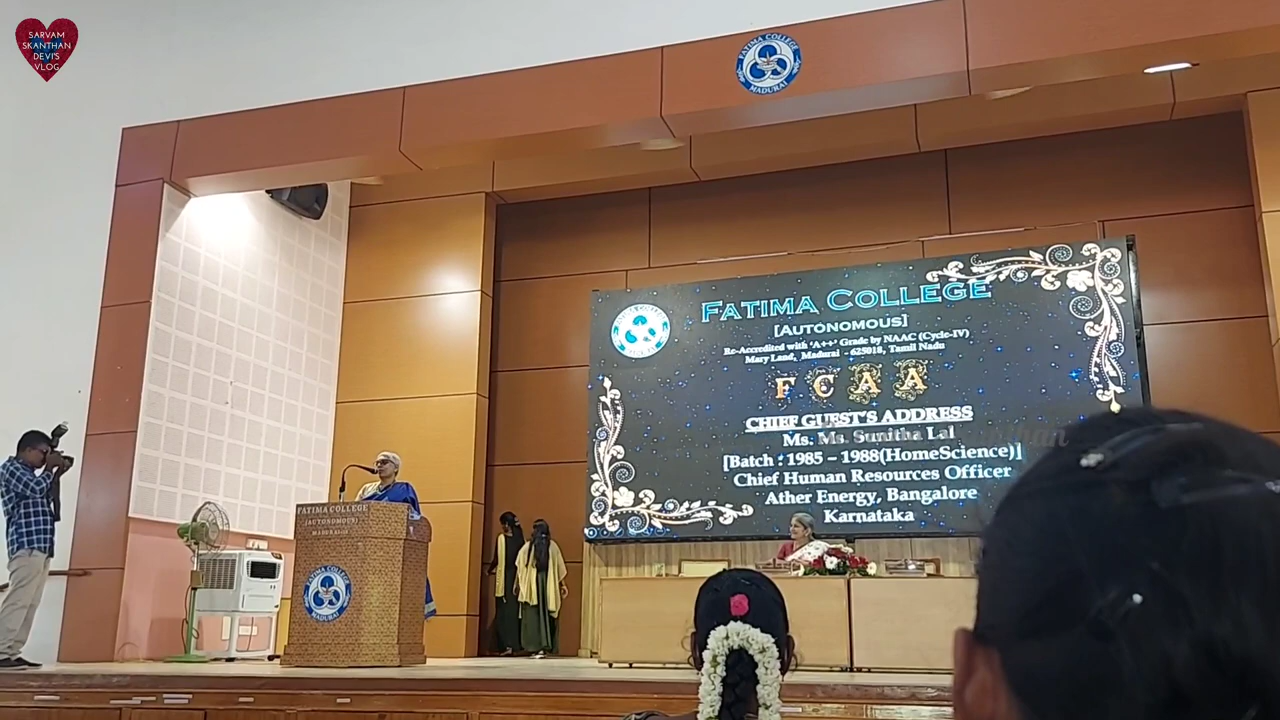 SARVAM
SKANTHAN
DEVI'S
VLOG
FATIMA COLLEGE
MADURAI
FATIMA COLLEGE
[AUTONOMOUS]
Re-Accredited with 'A++' Grade by NAAC (Cycle-IV)
Mary Land, Madurai - 625018, Tamil Nadu
F C A A
CHIEF GUEST'S ADDRESS
Ms. Ms. Sunitha Lal
[Batch : 1985 – 1988(HomeScience)]
Chief Human Resources Officer
Ather Energy, Bangalore
Karnataka
FATIMA COLLEGE
(AUTONOMOUS)
FATIMA COLLEGE
MADURAI